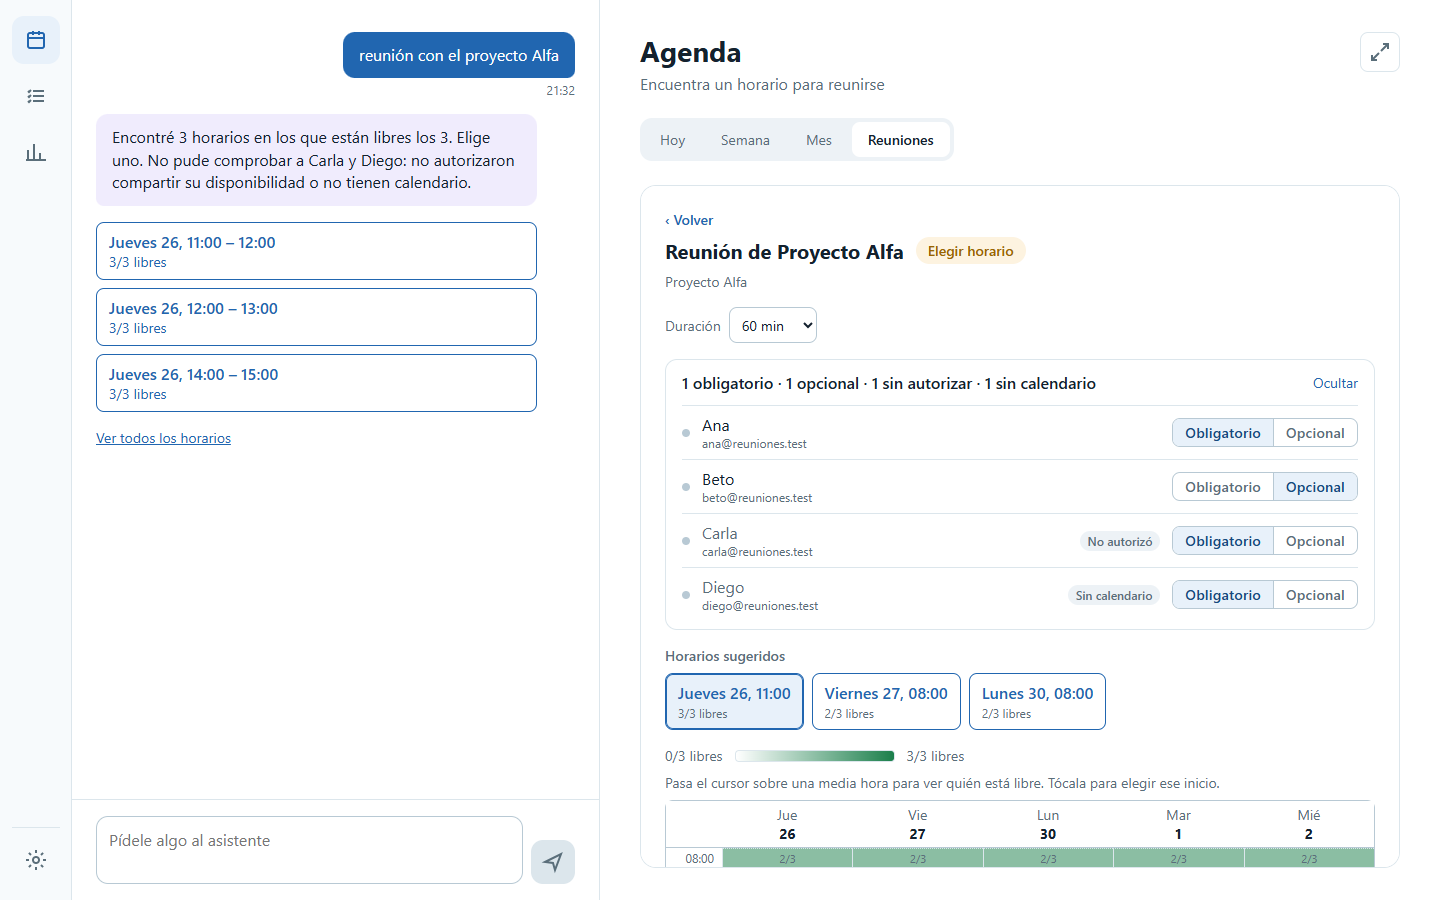 reunión con el proyecto Alfa
21:32
Encontré 3 horarios en los que están libres los 3. Elige
uno. No pude comprobar a Carla y Diego: no autorizaron
compartir su disponibilidad o no tienen calendario.
Jueves 26, 11:00 – 12:00
3/3 libres
Jueves 26, 12:00 – 13:00
3/3 libres
Jueves 26, 14:00 – 15:00
3/3 libres
Ver todos los horarios
Pídele algo al asistente
Agenda
Encuentra un horario para reunirse
Hoy Semana Mes Reuniones
‹ Volver
Reunión de Proyecto Alfa Elegir horario
Proyecto Alfa
Duración 60 min
1 obligatorio · 1 opcional · 1 sin autorizar · 1 sin calendario Ocultar
Ana Obligatorio Opcional
ana@reuniones.test
Beto Obligatorio Opcional
beto@reuniones.test
Carla No autorizó Obligatorio Opcional
carla@reuniones.test
Diego Sin calendario Obligatorio Opcional
diego@reuniones.test
Horarios sugeridos
Jueves 26, 11:00 Viernes 27, 08:00 Lunes 30, 08:00
3/3 libres 2/3 libres 2/3 libres
0/3 libres 3/3 libres
Pasa el cursor sobre una media hora para ver quién está libre. Tócala para elegir ese inicio.
Jue Vie Lun Mar Mié
26 27 30 1 2
08:00 2/3 2/3 2/3 2/3 2/3